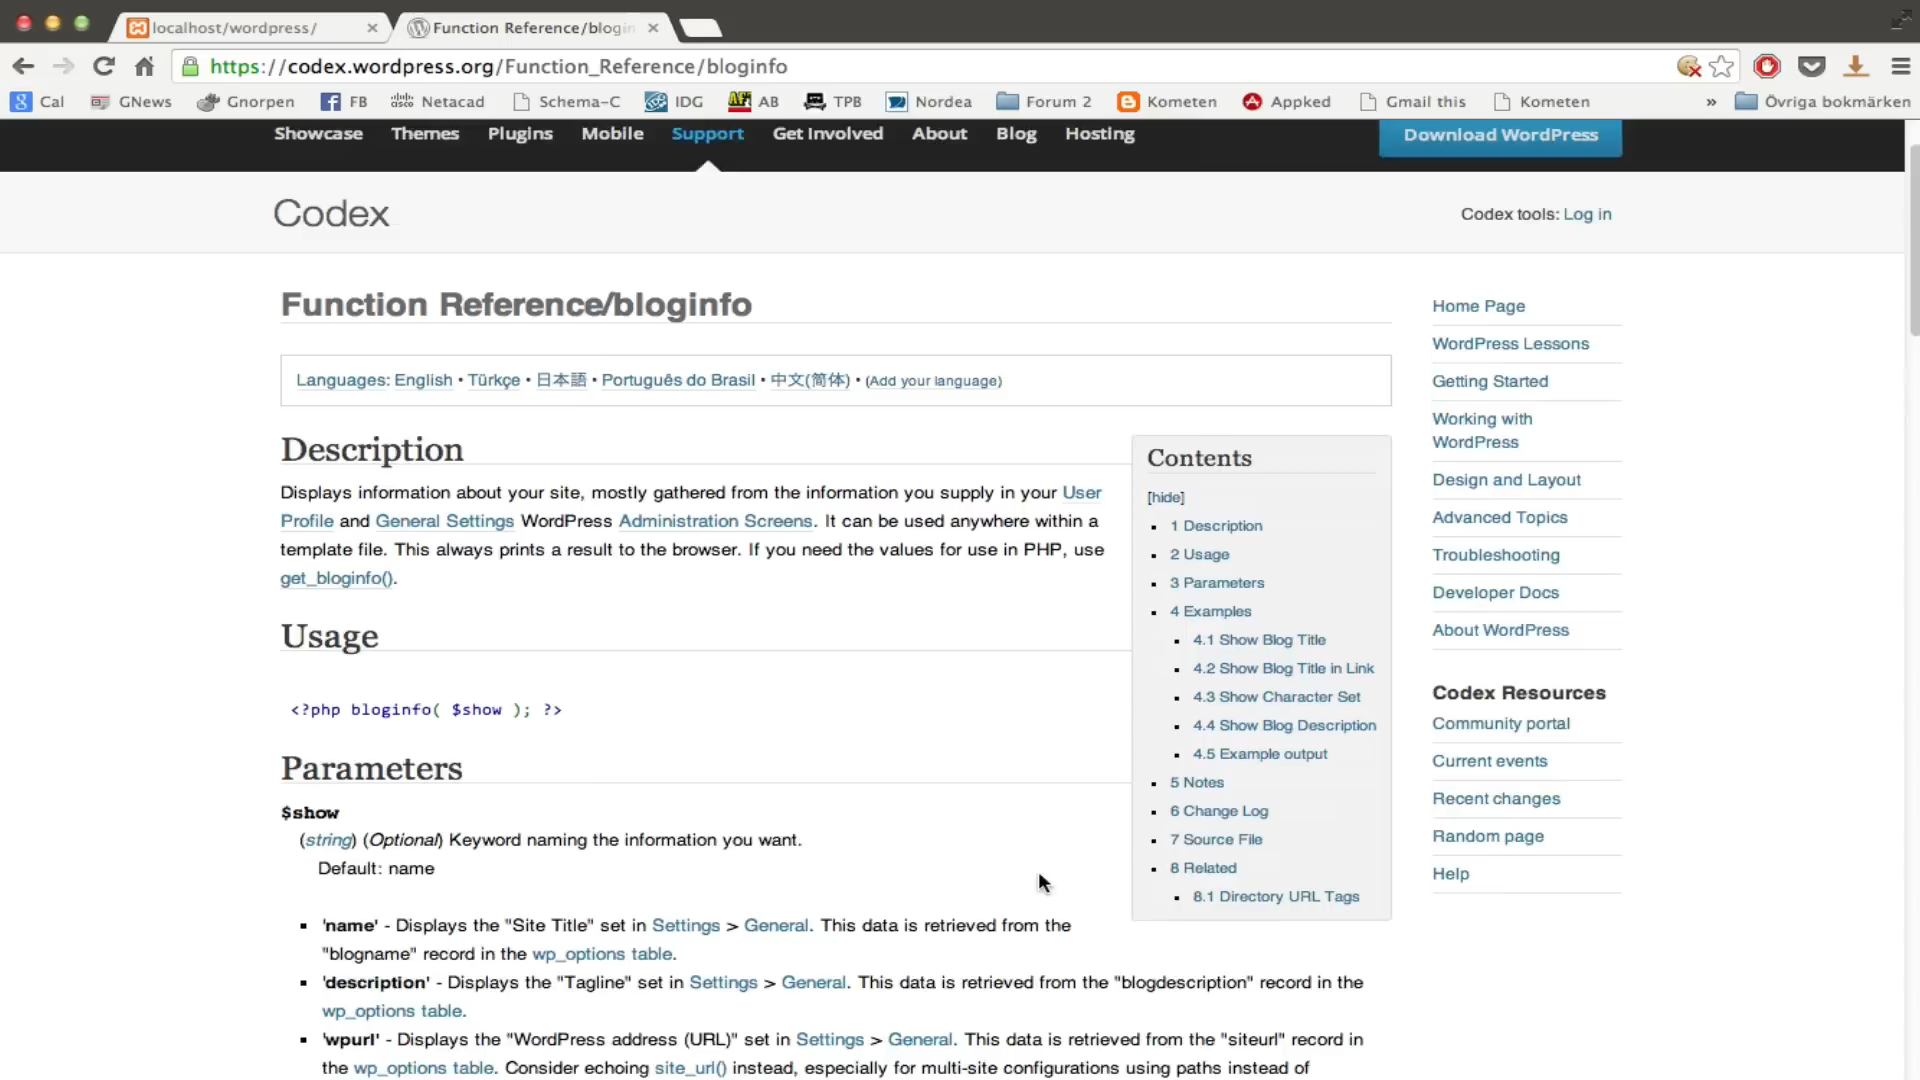 localhost/wordpress/
Function Reference/blogin
https://codex.wordpress.org/Function_Reference/bloginfo
Cal GNews Gnorpen FB Netacad Schema-C IDG AB TPB Nordea Forum 2 Kometen Appked Gmail this Kometen » Övriga bokmärken
Showcase Themes Plugins Mobile Support Get Involved About Blog Hosting Download WordPress
Codex
Codex tools: Log in
Function Reference/bloginfo
Languages: English • Türkçe • 日本語 • Português do Brasil • 中文(简体) • (Add your language)
Description
Displays information about your site, mostly gathered from the information you supply in your User
Profile and General Settings WordPress Administration Screens. It can be used anywhere within a
template file. This always prints a result to the browser. If you need the values for use in PHP, use
get_bloginfo().
Usage
<?php bloginfo( $show ); ?>
Parameters
$show
(string) (Optional) Keyword naming the information you want.
Default: name
'name' - Displays the "Site Title" set in Settings > General. This data is retrieved from the
"blogname" record in the wp_options table.
'description' - Displays the "Tagline" set in Settings > General. This data is retrieved from the "blogdescription" record in the
wp_options table.
'wpurl' - Displays the "WordPress address (URL)" set in Settings > General. This data is retrieved from the "siteurl" record in
the wp_options table. Consider echoing site_url() instead, especially for multi-site configurations using paths instead of
Contents
[hide]
1 Description
2 Usage
3 Parameters
4 Examples
4.1 Show Blog Title
4.2 Show Blog Title in Link
4.3 Show Character Set
4.4 Show Blog Description
4.5 Example output
5 Notes
6 Change Log
7 Source File
8 Related
8.1 Directory URL Tags
Home Page
WordPress Lessons
Getting Started
Working with
WordPress
Design and Layout
Advanced Topics
Troubleshooting
Developer Docs
About WordPress
Codex Resources
Community portal
Current events
Recent changes
Random page
Help